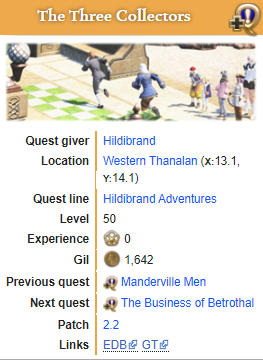 The Three Collectors
Quest giver Hildibrand
Location Western Thanalan (X:13.1,
Y:14.1)
Quest line Hildibrand Adventures
Level 50
Experience 0
Gil 1,642
Previous quest Manderville Men
Next quest The Business of Betrothal
Patch 2.2
Links EDB GT